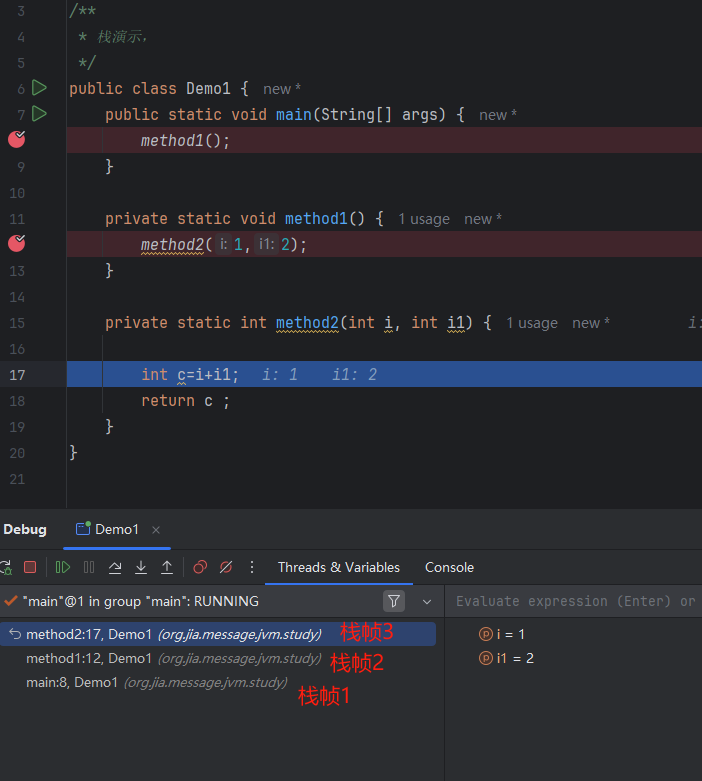 3 /**
4 * 栈演示,
5 */
6 public class Demo1 { new *
7 public static void main(String[] args) { new *
method1();
9 }
10
11 private static void method1() { 1 usage new *
method2( i: 1, i1: 2);
13 }
14
15 private static int method2(int i, int i1) { 1 usage new * i:
16
17 int c=i+i1; i: 1 i1: 2
18 return c ;
19 }
20 }
21
Debug Demo1
Threads & Variables Console
"main"@1 in group "main": RUNNING
Evaluate expression (Enter) or
method2:17, Demo1 (org.jia.message.jvm.study) 栈帧3
i = 1
method1:12, Demo1 (org.jia.message.jvm.study) 栈帧2
i1 = 2
main:8, Demo1 (org.jia.message.jvm.study) 栈帧1